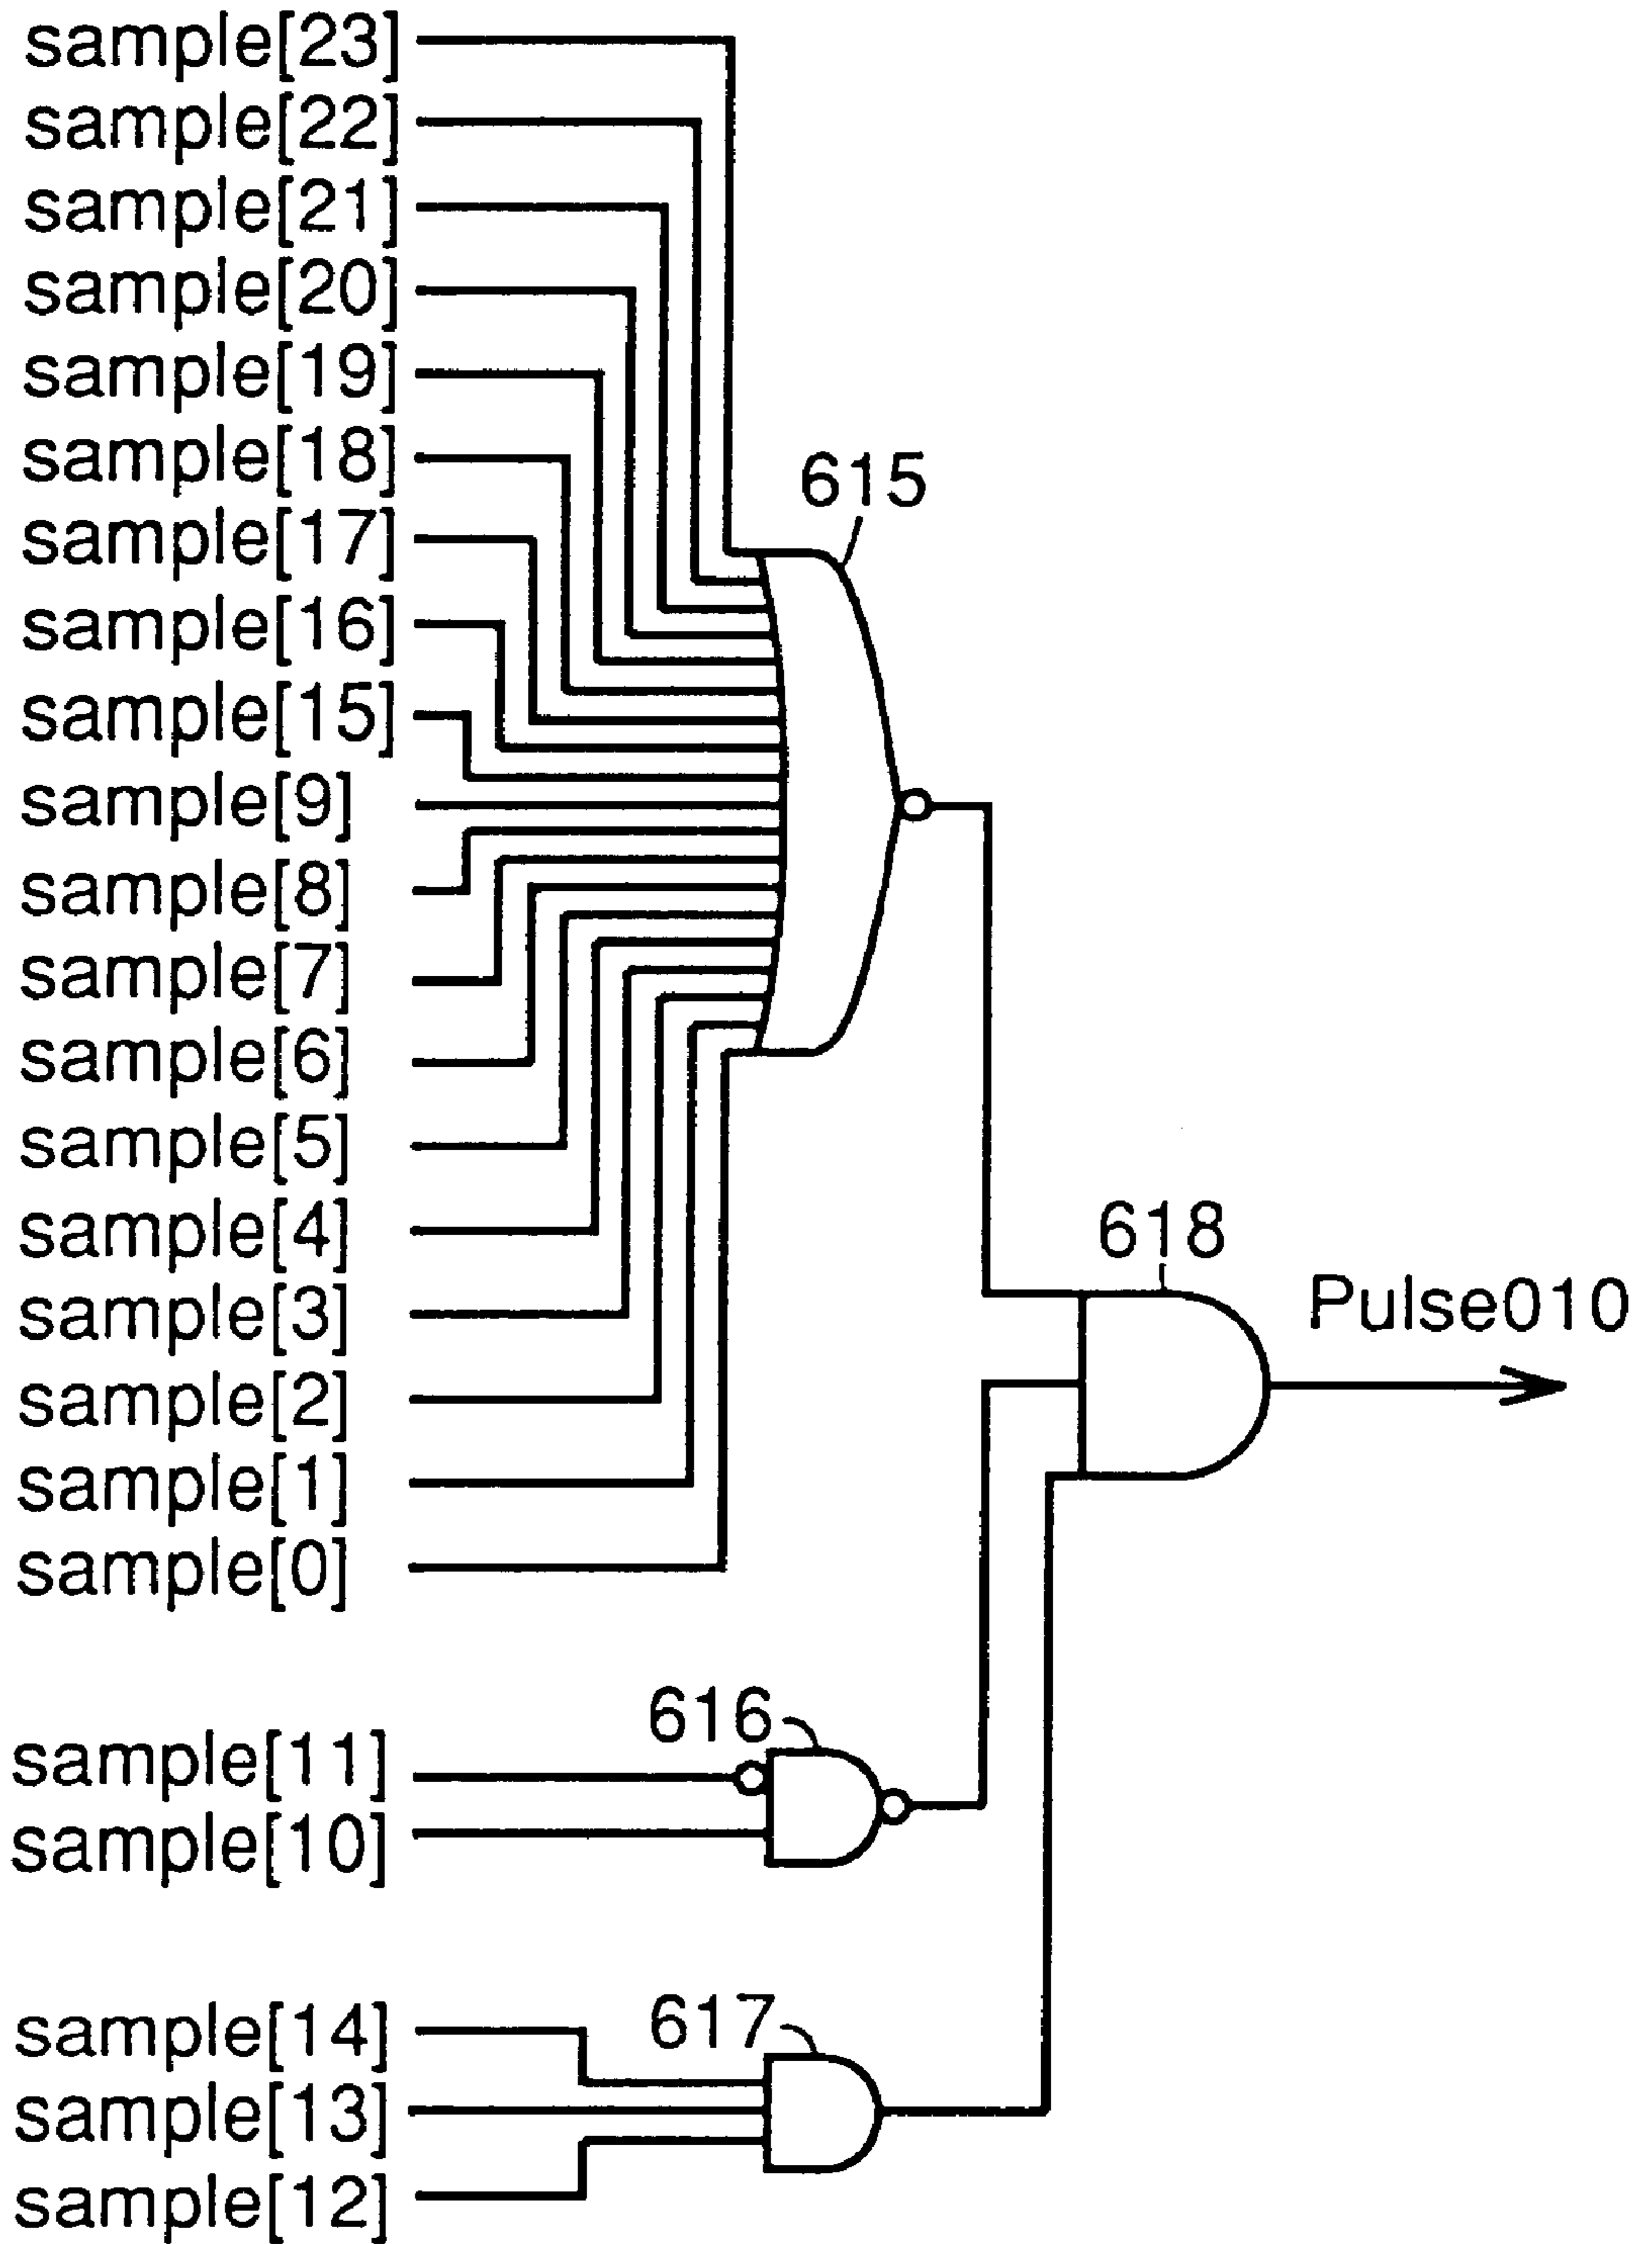 sample[23]
sample[22]
sample[21]
sample[20]
sample[19]
sample[18]
615
sample[17]
sample[16]
sample[15]
sample[9]
sample[8]
sample[7]
sample[6]
sample[5]
sample[4]
618
sample[3]
Pulse010
sample[2]
sample[1]
sample[0]
616
sample[11]
sample[10]
617
sample[14]
sample[13]
sample[12]